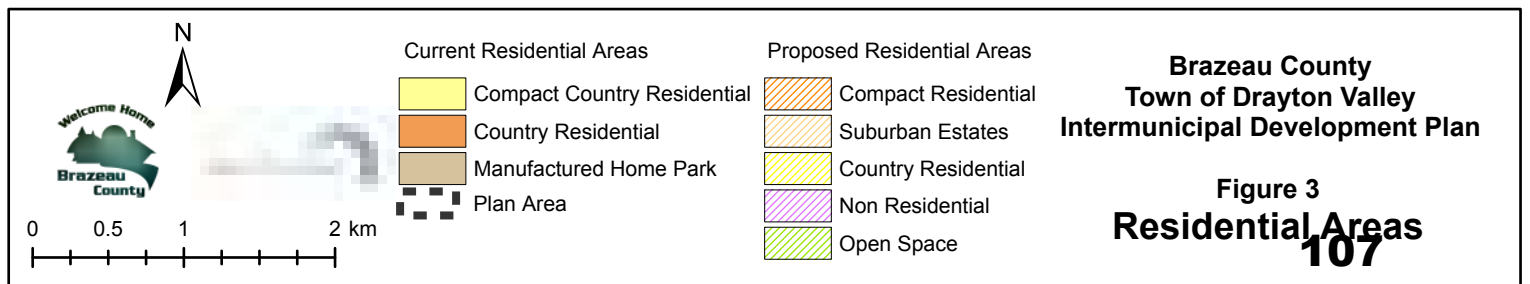 N
Welcome Home
Brazeau
County
0 0.5 1 2 km
Current Residential Areas
Compact Country Residential
Country Residential
Manufactured Home Park
Plan Area
Proposed Residential Areas
Compact Residential
Suburban Estates
Country Residential
Non Residential
Open Space
Brazeau County
Town of Drayton Valley
Intermunicipal Development Plan
Figure 3
Residential Areas
107